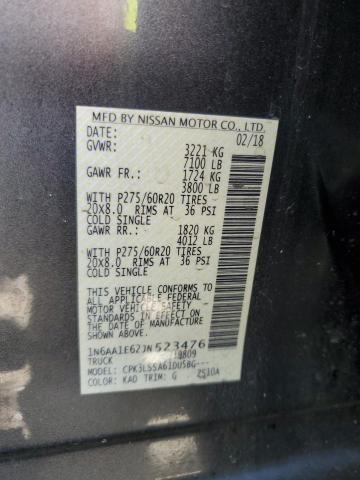 MFD BY NISSAN MOTOR CO., LTD.
DATE: 02/18
GVWR: 3221 KG
7100 LB
GAWR FR.: 1724 KG
3800 LB
WITH P275/60R20 TIRES
20X8.0 RIMS AT 36 PSI
COLD SINGLE
GAWR RR.: 1820 KG
4012 LB
WITH P275/60R20 TIRES
20X8.0 RIMS AT 36 PSI
COLD SINGLE
THIS VEHICLE CONFORMS TO
ALL APPLICABLE FEDERAL
MOTOR VEHICLE SAFETY
STANDARDS IN EFFECT ON
THE DATE OF MANUFACTURE
SHOWN ABOVE.
1N6AA1E62JN523476
TRUCK
CPK3L5SA61DU5BG---
COLOR: KAD TRIM: G